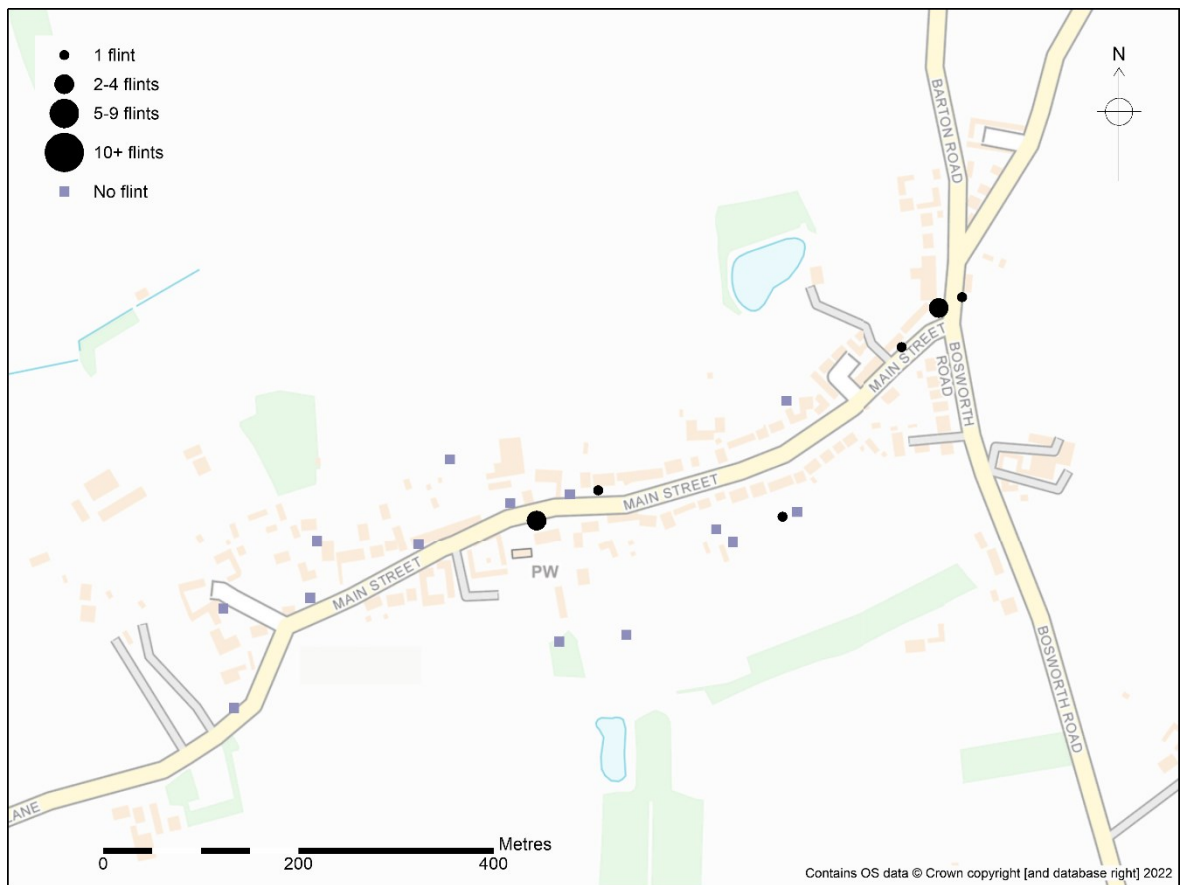 1 flint
2-4 flints
5-9 flints
10+ flints
No flint
N
BARTON ROAD
MAIN STREET
BOSWORTH
ROAD
MAIN STREET
PW
MAIN STREET
BOSWORTH ROAD
LANE
Metres
0 200 400
Contains OS data © Crown copyright [and database right] 2022